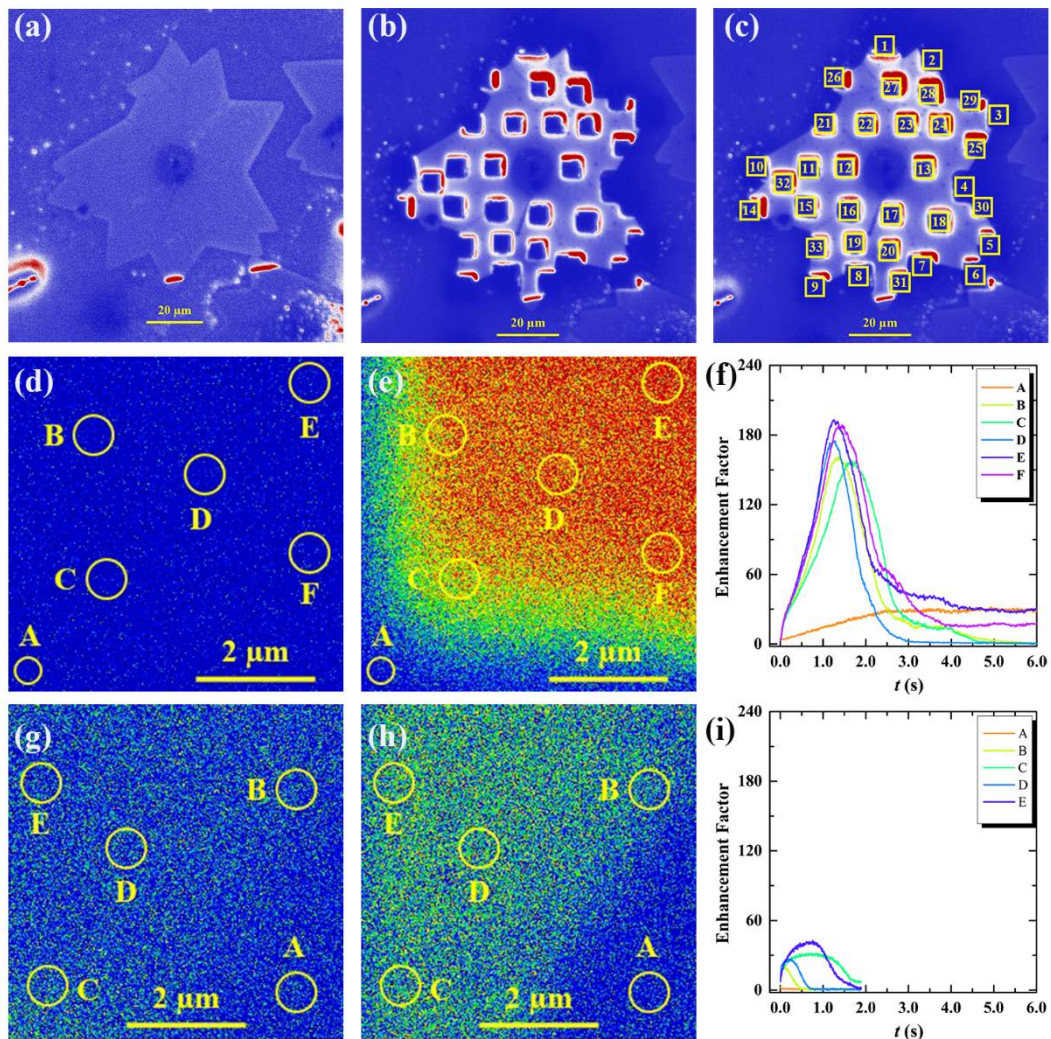 (a)
20 µm
(b)
20 µm
(c)
1
2
26
27
28
29
3
21
22
23
24
25
10
11
12
13
32
4
14
15
16
17
18
30
33
19
20
5
7
6
9
8
31
20 µm
(d)
E
B
D
F
C
A
2 µm
(e)
E
B
D
F
C
A
2 µm
(f)
240
180
120
60
0
Enhancement Factor
A
B
C
D
E
F
0.0 1.0 2.0 3.0 4.0 5.0 6.0
t (s)
(g)
E
B
D
A
C
2 µm
(h)
E
B
D
A
C
2 µm
(i)
240
180
120
60
0
Enhancement Factor
A
B
C
D
E
0.0 1.0 2.0 3.0 4.0 5.0 6.0
t (s)